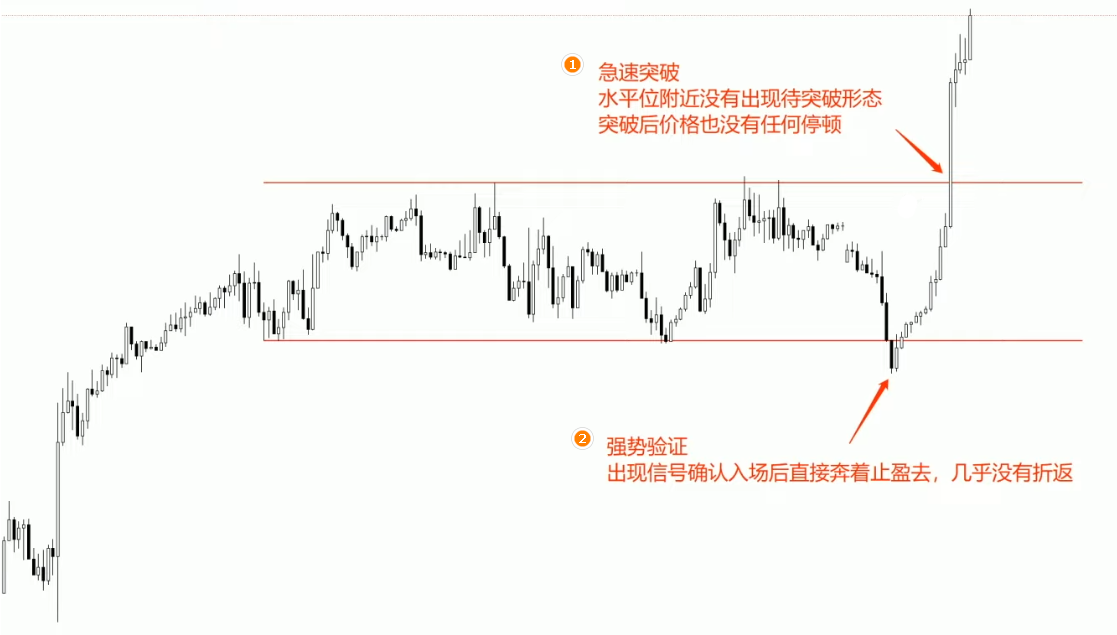 1
急速突破
水平位附近没有出现待突破形态
突破后价格也没有任何停顿
2
强势验证
出现信号确认入场后直接奔着止盈去，几乎没有折返